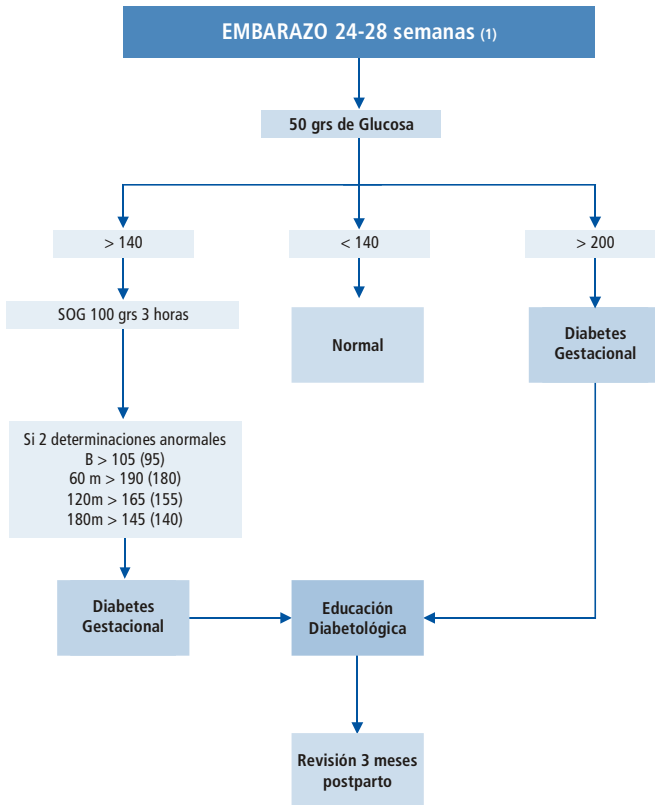 EMBARAZO 24-28 semanas (1)
50 grs de Glucosa
> 140
< 140
> 200
SOG 100 grs 3 horas
Normal
Diabetes
Gestacional
Si 2 determinaciones anormales
B > 105 (95)
60 m > 190 (180)
120m > 165 (155)
180m > 145 (140)
Diabetes
Gestacional
Educación
Diabetológica
Revisión 3 meses
postparto